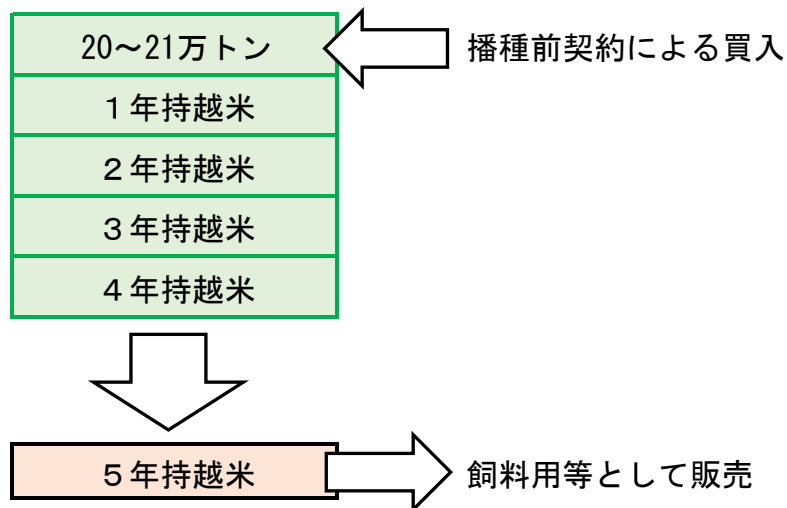 20～21万トン
播種前契約による買入
１年持越米
２年持越米
３年持越米
４年持越米
５年持越米
飼料用等として販売